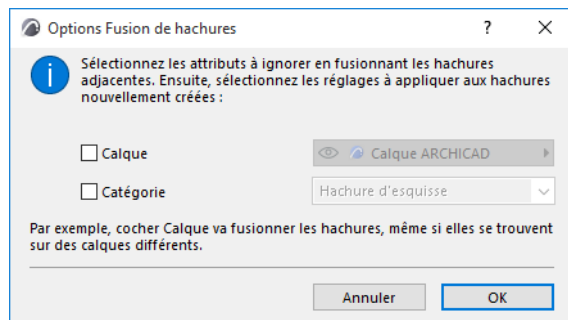 Options Fusion de hachures
?
Sélectionnez les attributs à ignorer en fusionnant les hachures
adjacentes. Ensuite, sélectionnez les réglages à appliquer aux hachures
nouvellement créées :
Calque
Calque ARCHICAD
Catégorie
Hachure d'esquisse
Par exemple, cocher Calque va fusionner les hachures, même si elles se trouvent
sur des calques différents.
Annuler
OK